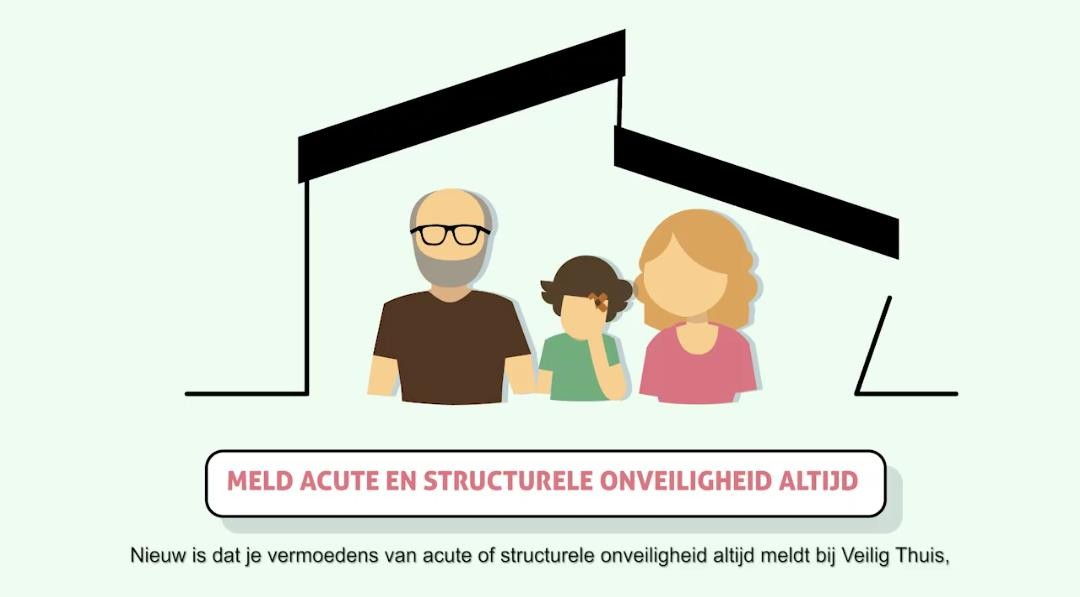 MELD ACUTE EN STRUCTURELE ONVEILIGHEID ALTIJD
Nieuw is dat je vermoedens van acute of structurele onveiligheid altijd meldt bij Veilig Thuis,